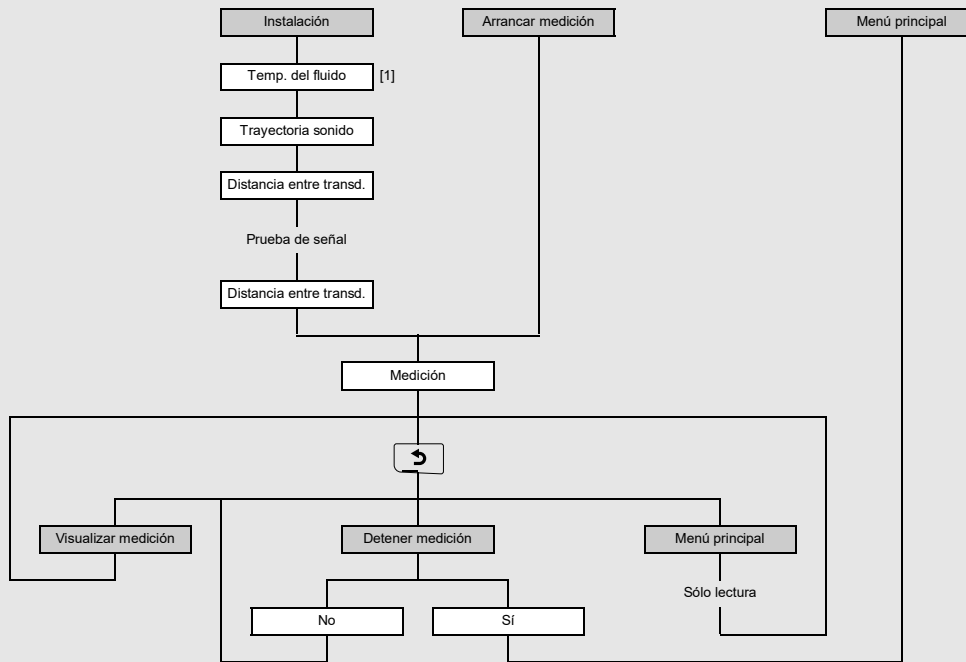 Instalación
Arrancar medición
Menú principal
Temp. del fluido
[1]
Trayectoria sonido
Distancia entre transd.
Prueba de señal
Distancia entre transd.
Medición
Visualizar medición
Detener medición
Menú principal
Sólo lectura
No
Sí